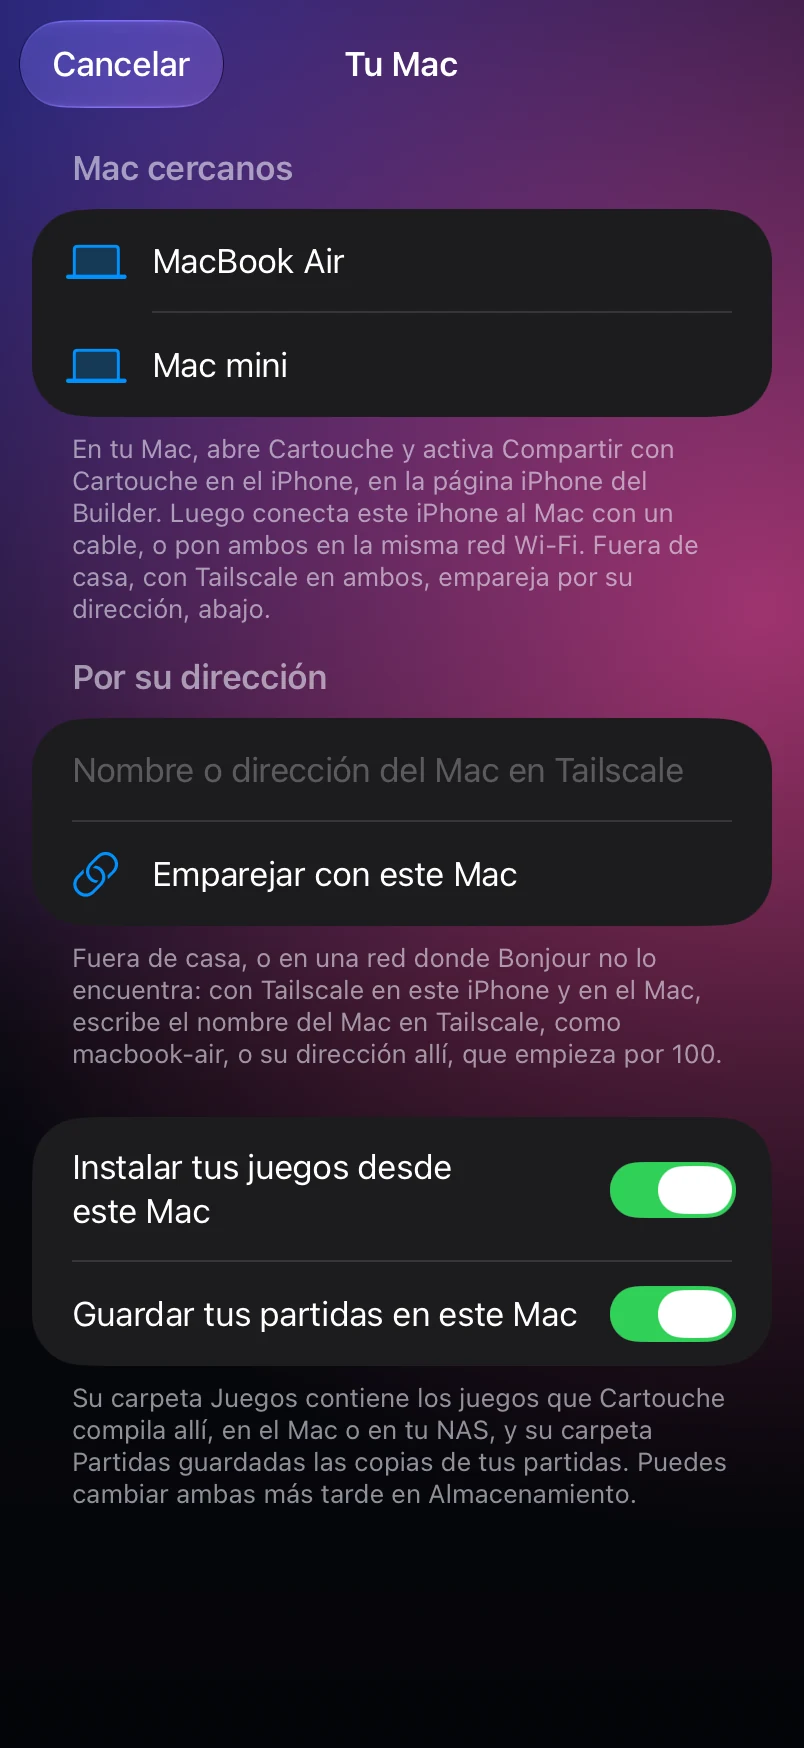 Cancelar
Tu Mac
Mac cercanos
MacBook Air
Mac mini
En tu Mac, abre Cartouche y activa Compartir con
Cartouche en el iPhone, en la página iPhone del
Builder. Luego conecta este iPhone al Mac con un
cable, o pon ambos en la misma red Wi-Fi. Fuera de
casa, con Tailscale en ambos, empareja por su
dirección, abajo.
Por su dirección
Nombre o dirección del Mac en Tailscale
Emparejar con este Mac
Fuera de casa, o en una red donde Bonjour no lo
encuentra: con Tailscale en este iPhone y en el Mac,
escribe el nombre del Mac en Tailscale, como
macbook-air, o su dirección allí, que empieza por 100.
Instalar tus juegos desde
este Mac
Guardar tus partidas en este Mac
Su carpeta Juegos contiene los juegos que Cartouche
compila allí, en el Mac o en tu NAS, y su carpeta
Partidas guardadas las copias de tus partidas. Puedes
cambiar ambas más tarde en Almacenamiento.